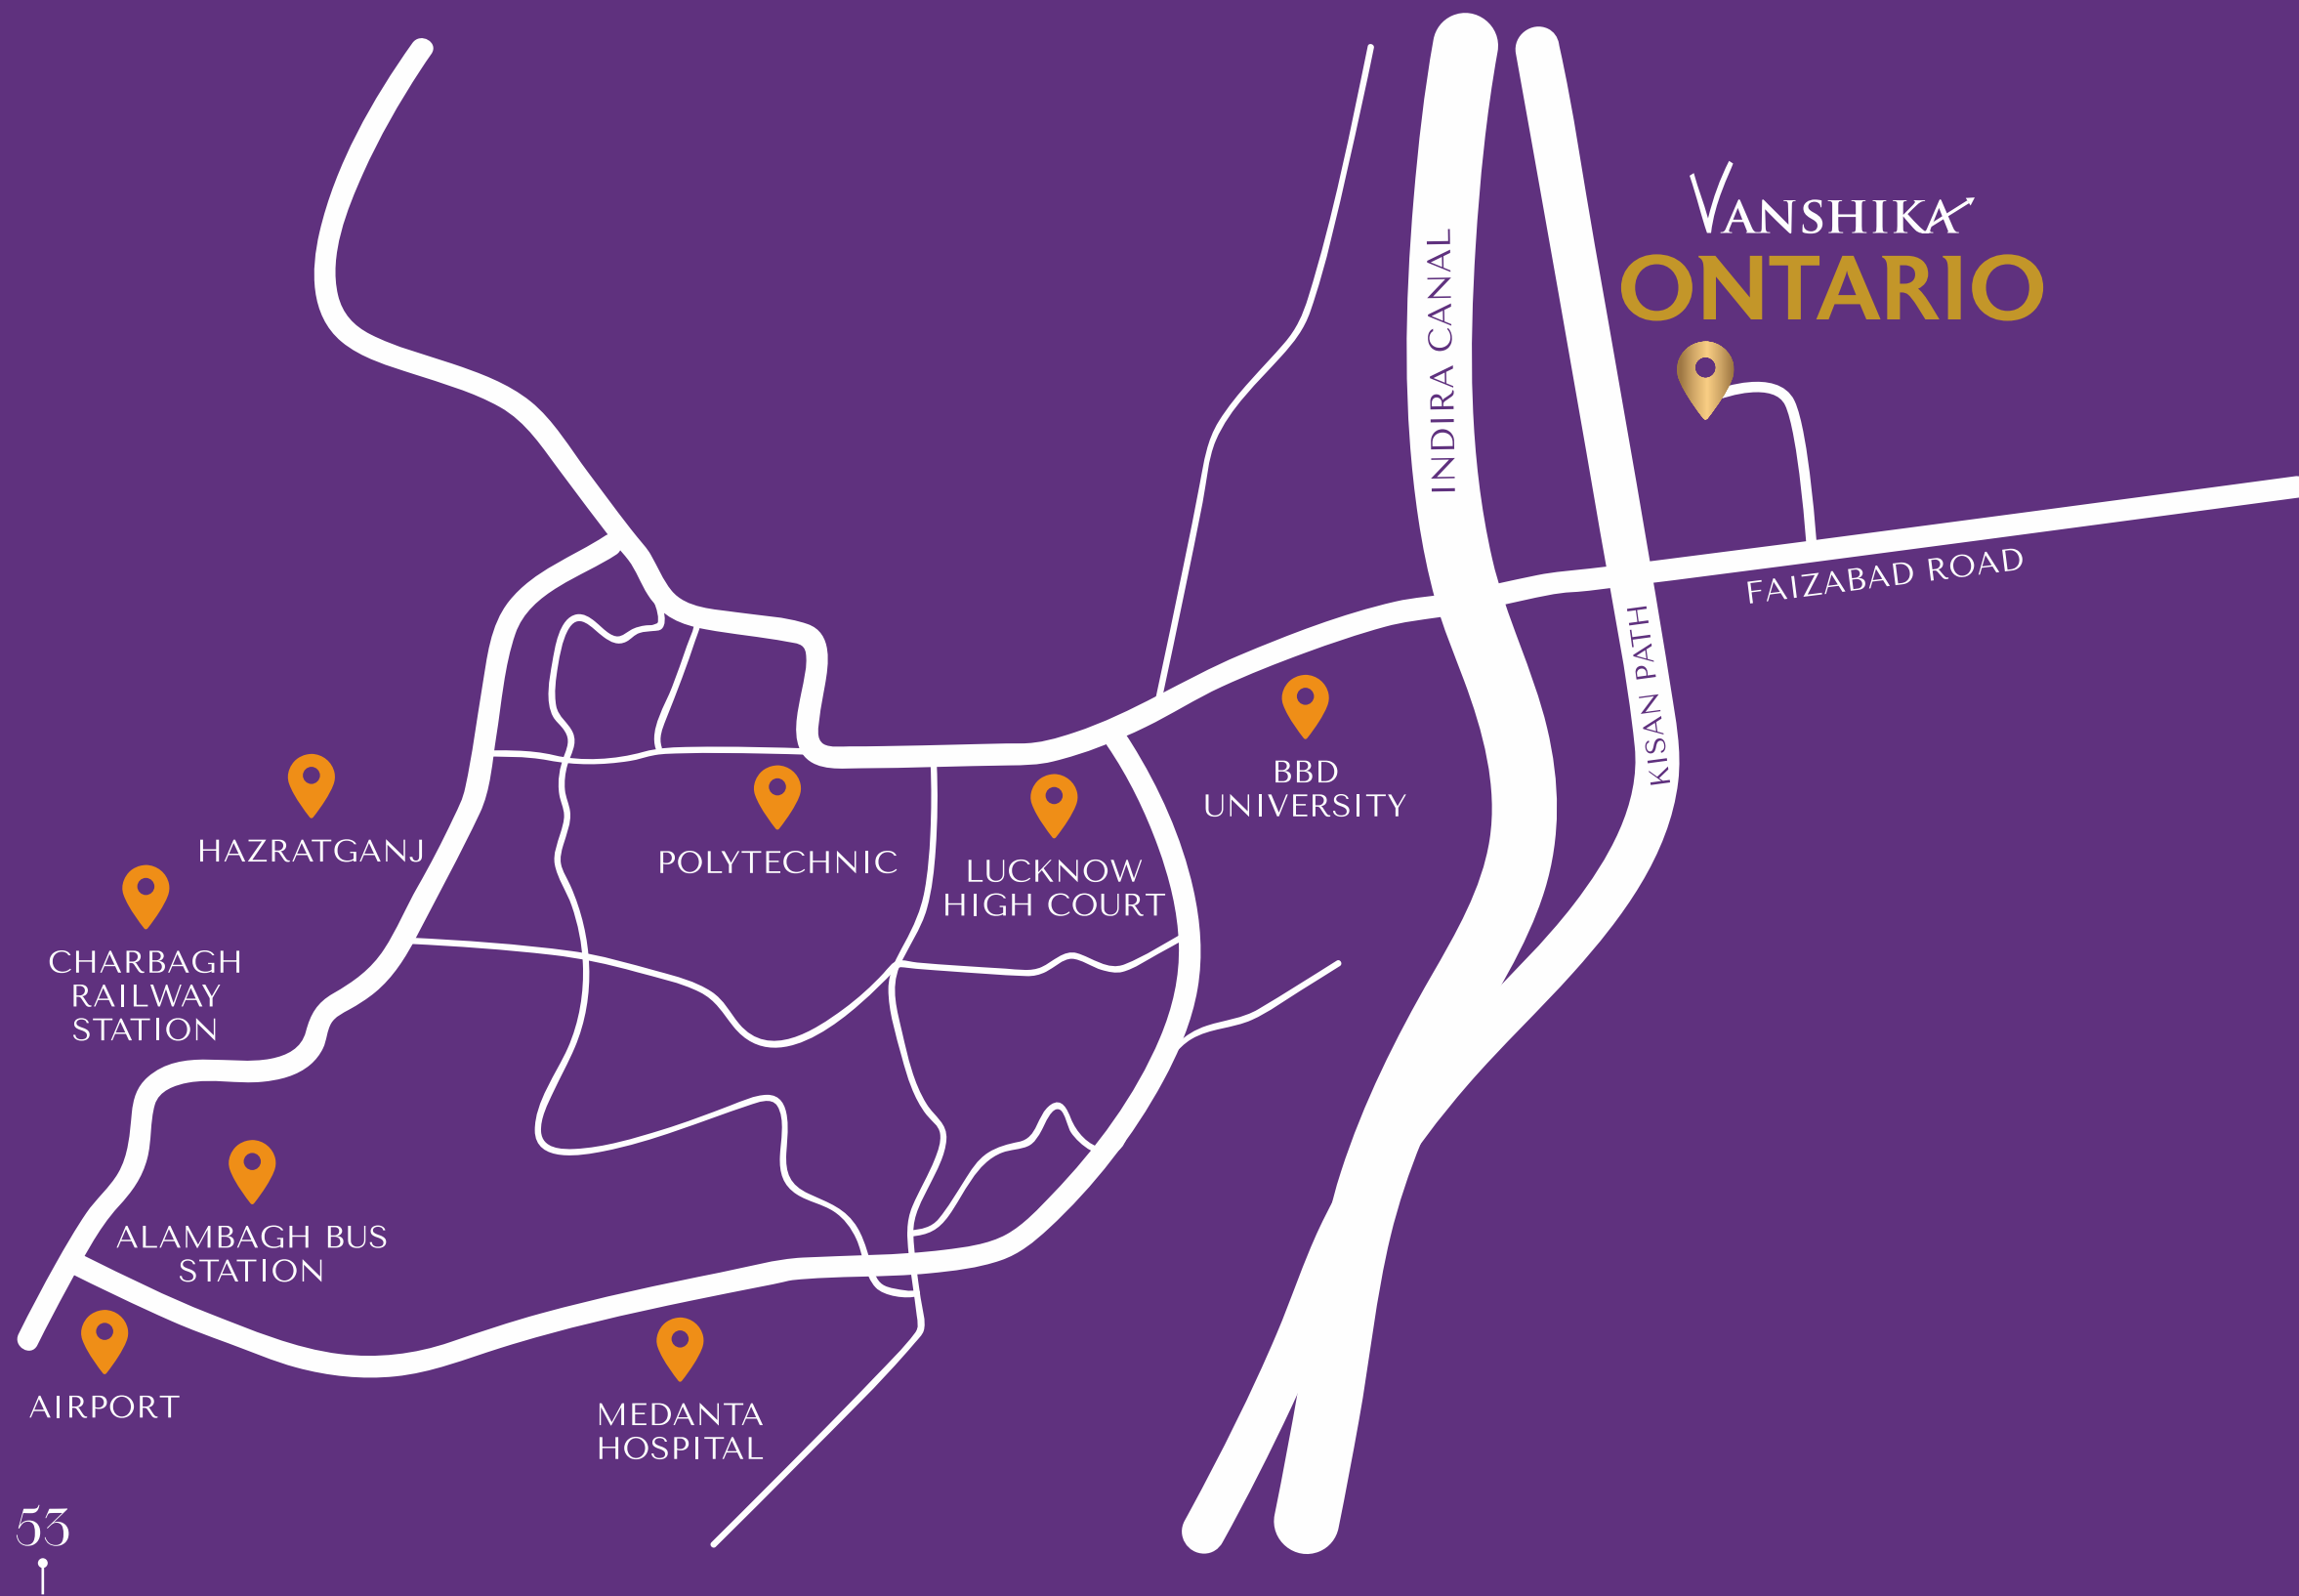 VANSHIKA
ONTARIO
INDIRA CANAL
FAIZABAD ROAD
KISAN PATH
BBD
UNIVERSITY
HAZRATGANJ
POLYTECHNIC
LUCKNOW
HIGH COURT
CHARBAGH
RAILWAY
STATION
ALAMBAGH BUS
STATION
AIRPORT
MEDANTA
HOSPITAL
53